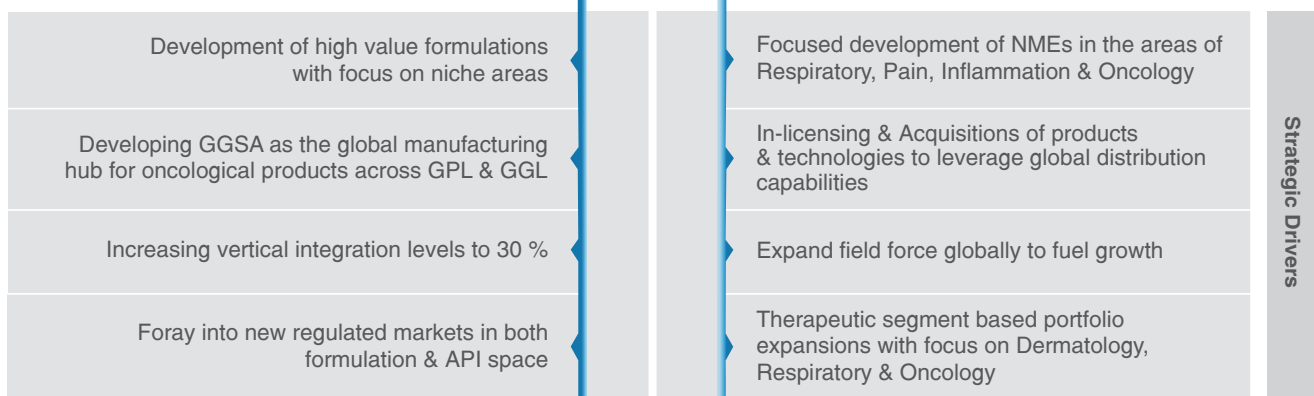 Development of high value formulations
with focus on niche areas
Developing GGSA as the global manufacturing
hub for oncological products across GPL & GGL
Increasing vertical integration levels to 30 %
Foray into new regulated markets in both
formulation & API space
Focused development of NMEs in the areas of
Respiratory, Pain, Inflammation & Oncology
In-licensing & Acquisitions of products
& technologies to leverage global distribution
capabilities
Expand field force globally to fuel growth
Therapeutic segment based portfolio
expansions with focus on Dermatology,
Respiratory & Oncology
Strategic Drivers